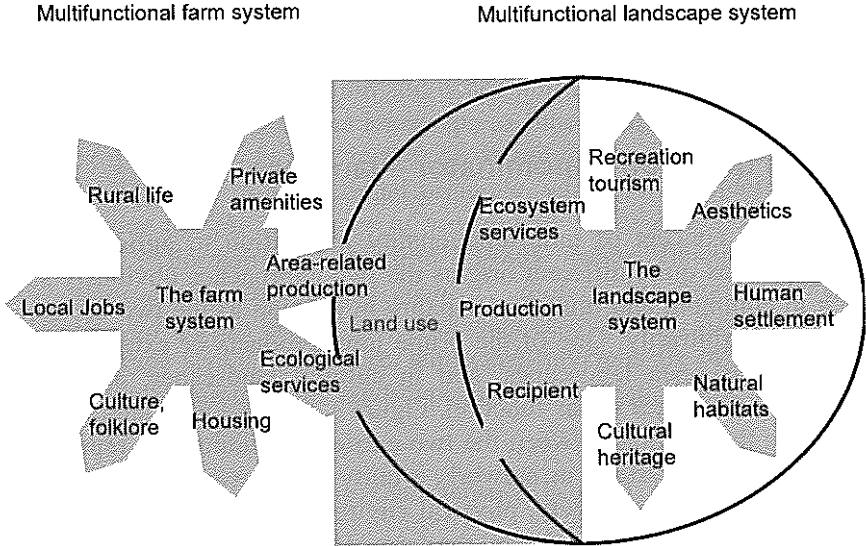 Multifunctional farm system
Multifunctional landscape system
Rural life
Private
amenities
Area-related
production
Local Jobs
The farm
system
Ecological
services
Culture,
folklore
Housing
Land use
Ecosystem
services
Production
Recipient
Recreation
tourism
Aesthetics
The
landscape
system
Human
settlement
Natural
habitats
Cultural
heritage